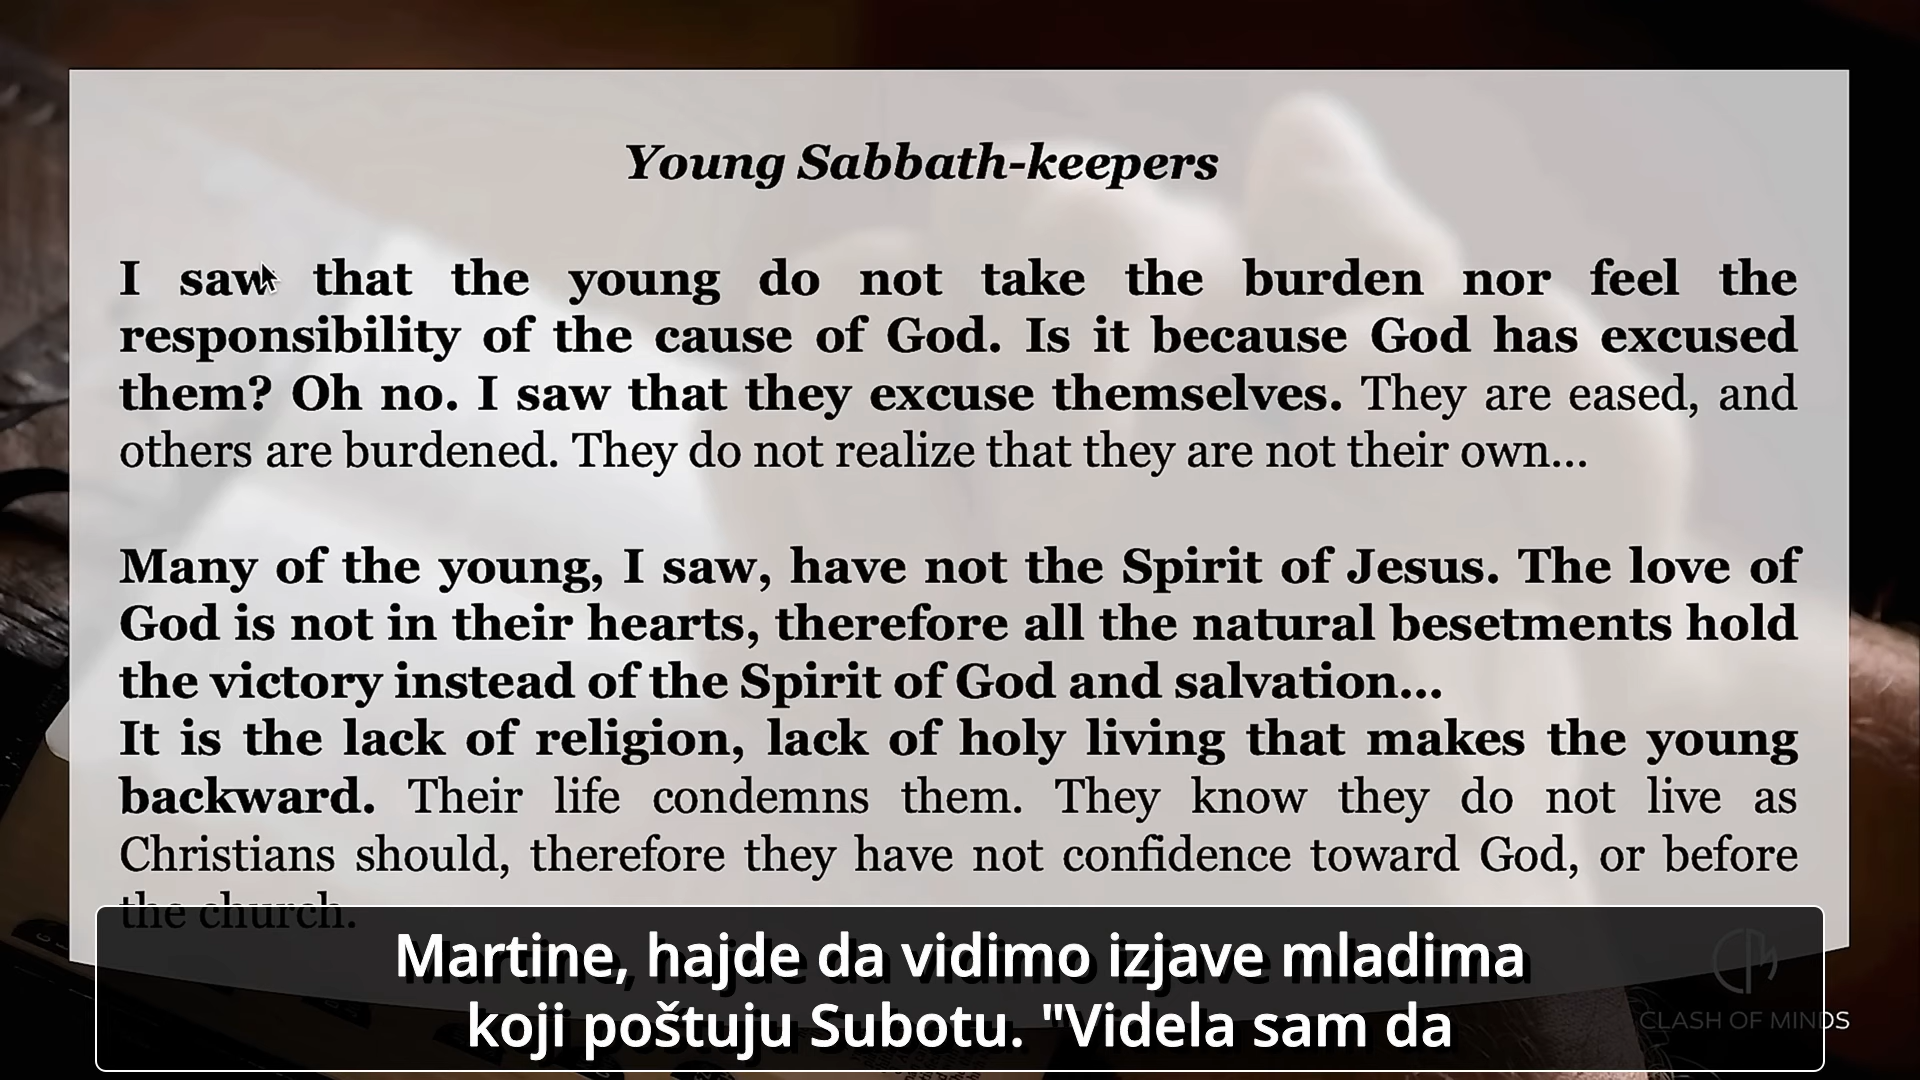 Young Sabbath-keepers
I saw that the young do not take the burden nor feel the
responsibility of the cause of God. Is it because God has excused
them? Oh no. I saw that they excuse themselves. They are eased, and
others are burdened. They do not realize that they are not their own...
Many of the young, I saw, have not the Spirit of Jesus. The love of
God is not in their hearts, therefore all the natural besetments hold
the victory instead of the Spirit of God and salvation...
It is the lack of religion, lack of holy living that makes the young
backward. Their life condemns them. They know they do not live as
Christians should, therefore they have not confidence toward God, or before
the church.
Martine, hajde da vidimo izjave mladima
koji poštuju Subotu. "Videla sam da
CLASH OF MINDS